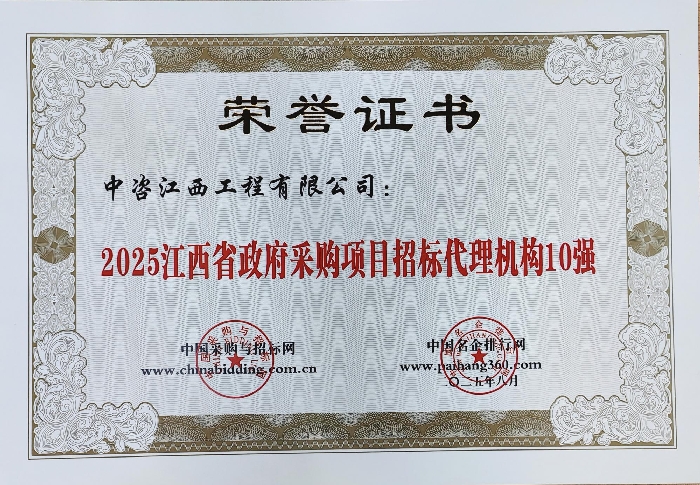 荣誉证书
中咨江西工程有限公司：
2025江西省政府采购项目招标代理机构10强
中国采购与招标网
www.chinabidding.com.cn
中国名企排行网
www.paihang360.com
二〇二五年八月